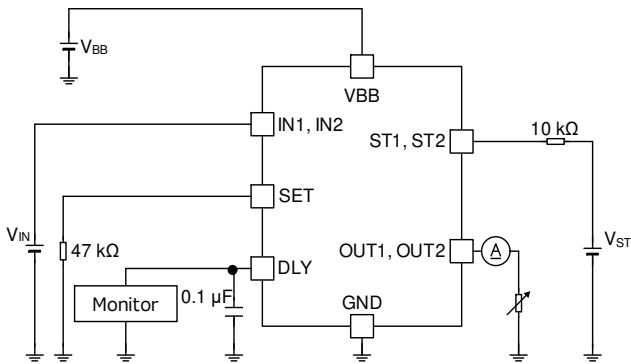 VBB
VBB
IN1, IN2
ST1, ST2
10 kΩ
SET
VIN
47 kΩ
OUT1, OUT2
A
VST
DLY
Monitor
0.1 µF
GND